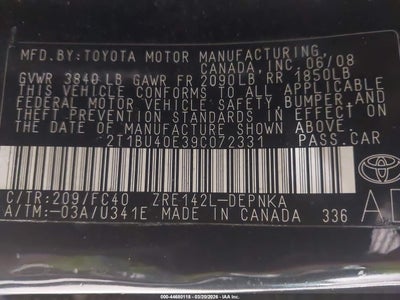 MFD.BY:TOYOTA MOTOR MANUFACTURING,
CANADA,INC. 06/08
GVWR 3840 LB GAWR FR 2090LB RR 1850LB
THIS VEHICLE CONFORMS TO ALL APPLICABLE
FEDERAL MOTOR VEHICLE SAFETY,BUMPER,AND
THEFT PREVENTION STANDARDS IN EFFECT ON
THE DATE OF MANUFACTURE SHOWN ABOVE.
2T1BU40E39C072331 PASS.CAR
C/TR:209/FC40 ZRE142L-DEPNKA
A/TM:-03A/U341E MADE IN CANADA 336
TOYOTA
000-44680118 - 03/20/2026 - IAA Inc.